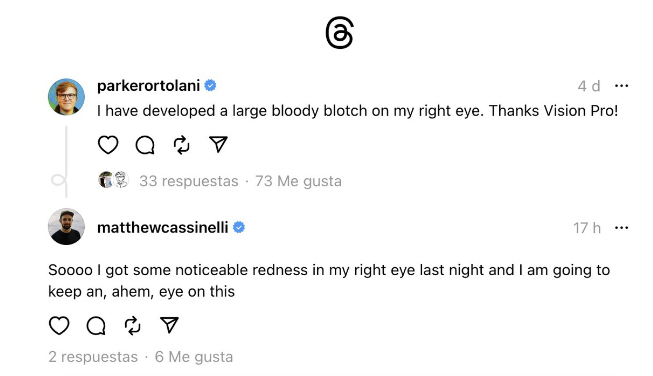 parkerortolani
4 d
I have developed a large bloody blotch on my right eye. Thanks Vision Pro!
33 respuestas · 73 Me gusta
matthewcassinelli
17 h
Soooo I got some noticeable redness in my right eye last night and I am going to
keep an, ahem, eye on this
2 respuestas · 6 Me gusta